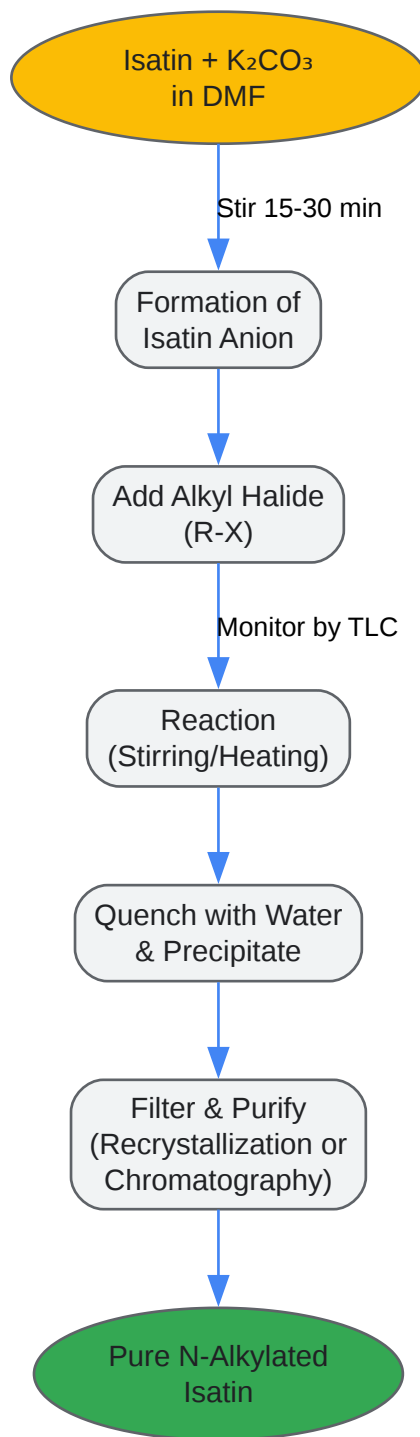 Isatin + K₂CO₃
in DMF
Stir 15-30 min
Formation of
Isatin Anion
Add Alkyl Halide
(R-X)
Monitor by TLC
Reaction
(Stirring/Heating)
Quench with Water
& Precipitate
Filter & Purify
(Recrystallization or
Chromatography)
Pure N-Alkylated
Isatin